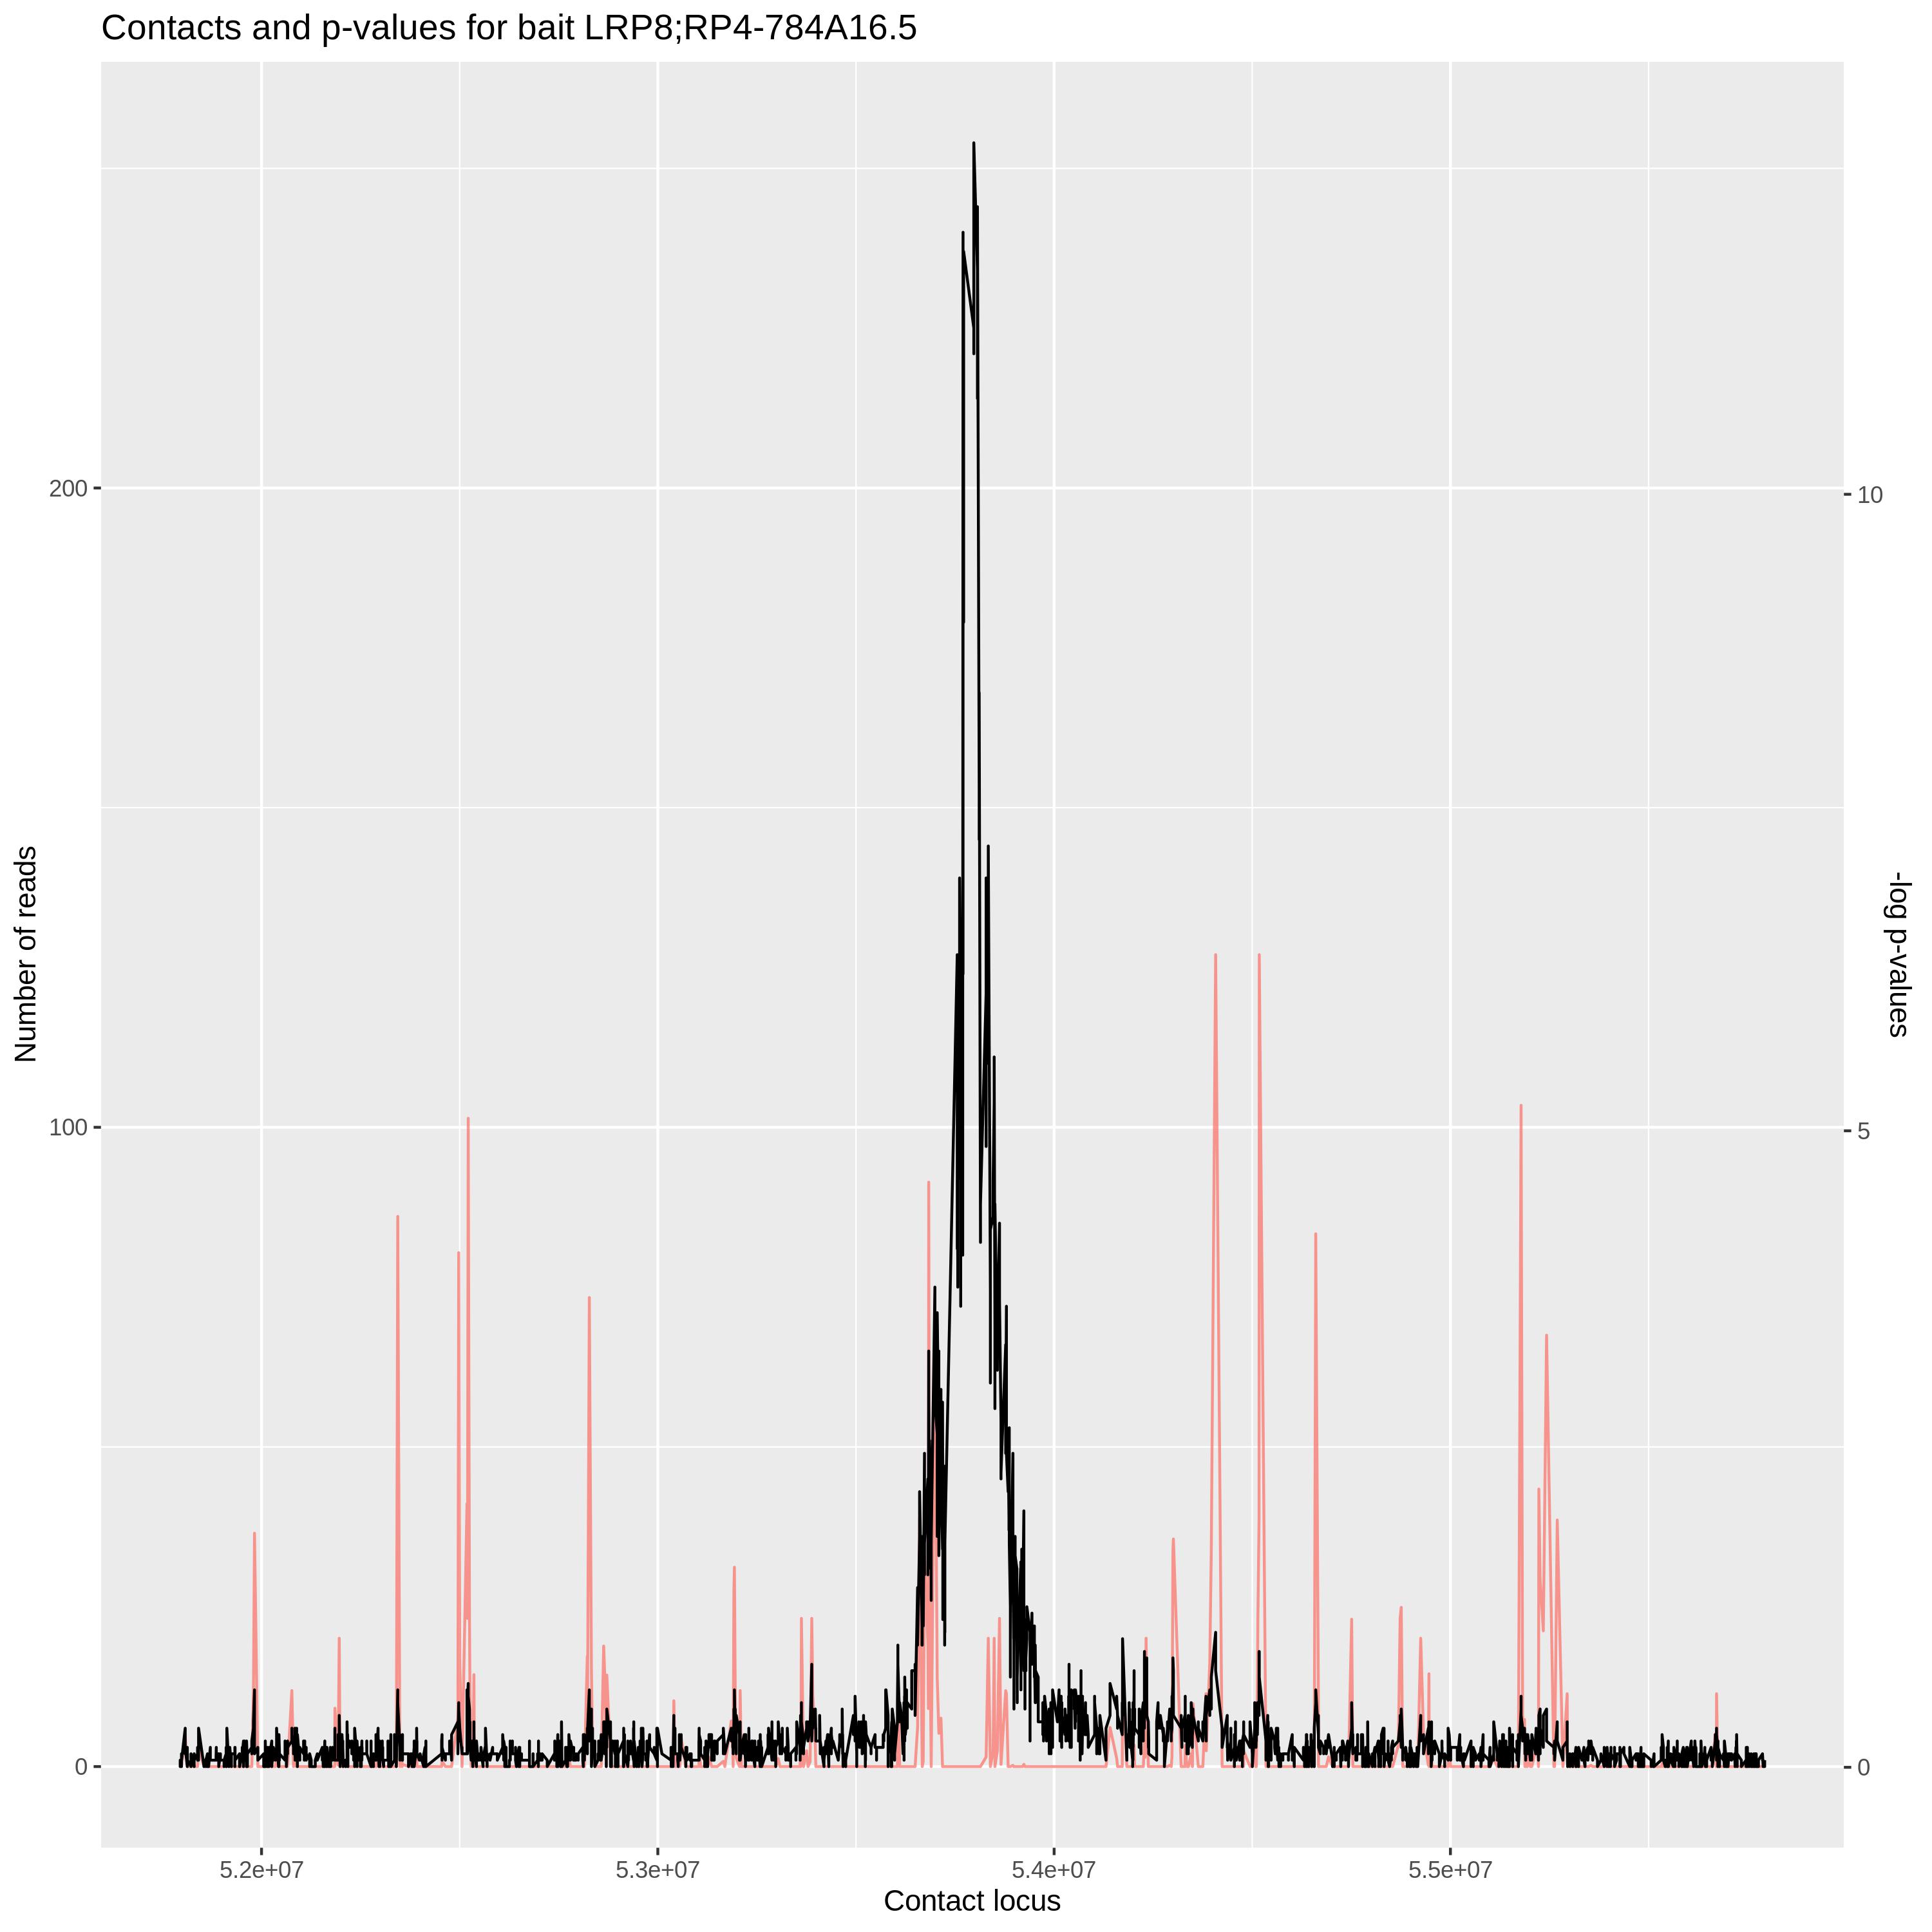 Contacts and p-values for bait LRP8;RP4-784A16.5
Number of reads
200
100
0
10
5
0
-log p-values
5.2e+07 5.3e+07 5.4e+07 5.5e+07
Contact locus